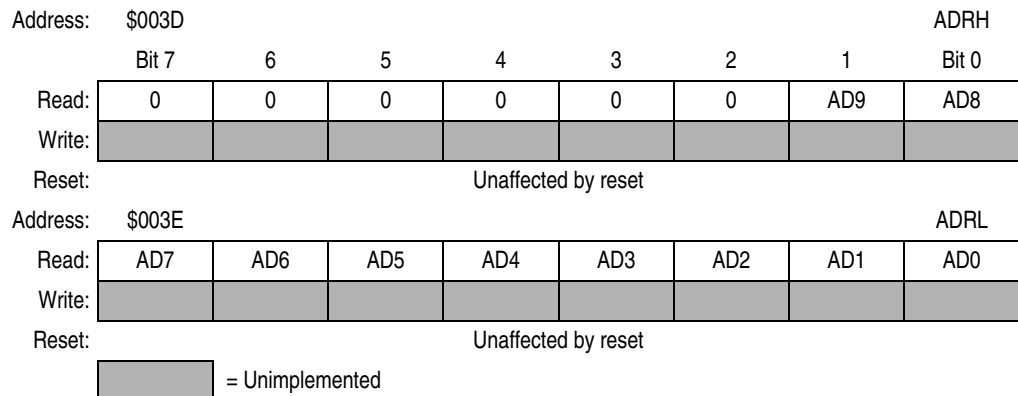 Address: $003D ADRH
Bit 7 6 5 4 3 2 1 Bit 0
Read: 0 0 0 0 0 0 AD9 AD8
Write:
Reset: Unaffected by reset
Address: $003E ADRL
Read: AD7 AD6 AD5 AD4 AD3 AD2 AD1 AD0
Write:
Reset: Unaffected by reset
= Unimplemented